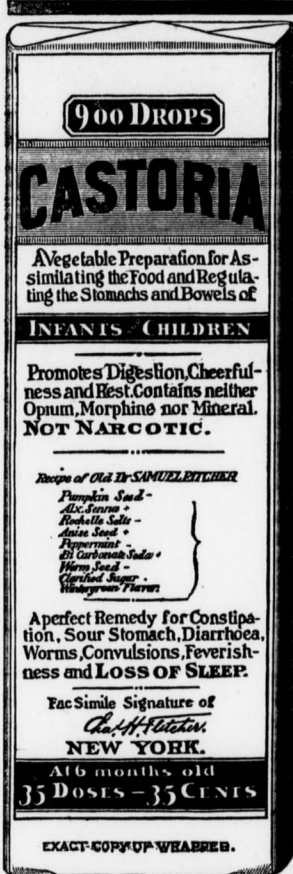 900 DROPS
CASTORIA
AVegetable Preparation for As-
similating the Food and Regula-
ting the Stomachs and Bowels of
INFANTS CHILDREN
Promotes Digestion, Cheerful-
ness and Rest. Contains neither
Opium, Morphine nor Mineral.
NOT NARCOTIC.
Recipe of Old Dr SAMUEL PITCHER
Pumpkin Seed -
Alx. Senna +
Rochelle Salts -
Anise Seed +
Peppermint -
Bi Carbonate Soda +
Worm Seed -
Clarified Sugar .
Wintergreen Flavor.
A perfect Remedy for Constipa-
tion, Sour Stomach, Diarrhoea,
Worms, Convulsions, Feverish-
ness and LOSS OF SLEEP.
Fac Simile Signature of
Chas. H. Fletcher.
NEW YORK.
At 6 months old
35 DOSES – 35 CENTS
EXACT COPY OF WRAPPER.